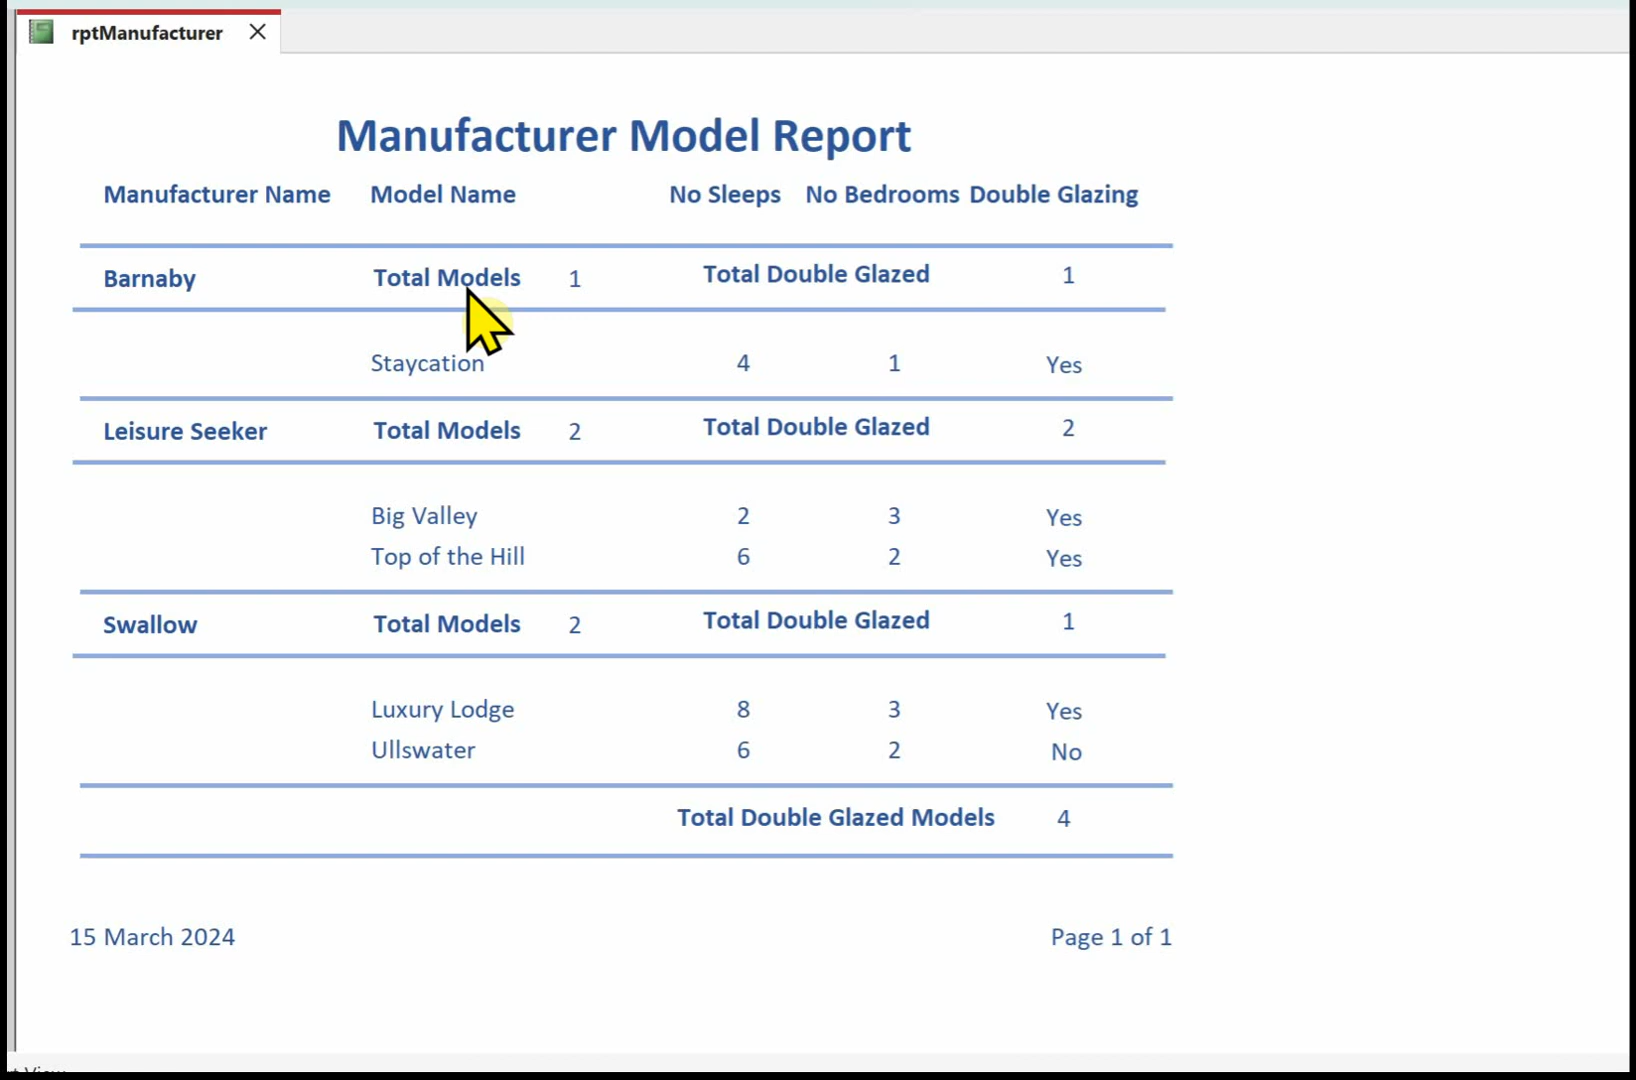 rptManufacturer
Manufacturer Model Report
Manufacturer Name Model Name No Sleeps No Bedrooms Double Glazing
Barnaby Total Models 1 Total Double Glazed 1
Staycation 4 1 Yes
Leisure Seeker Total Models 2 Total Double Glazed 2
Big Valley 2 3 Yes
Top of the Hill 6 2 Yes
Swallow Total Models 2 Total Double Glazed 1
Luxury Lodge 8 3 Yes
Ullswater 6 2 No
Total Double Glazed Models 4
15 March 2024 Page 1 of 1